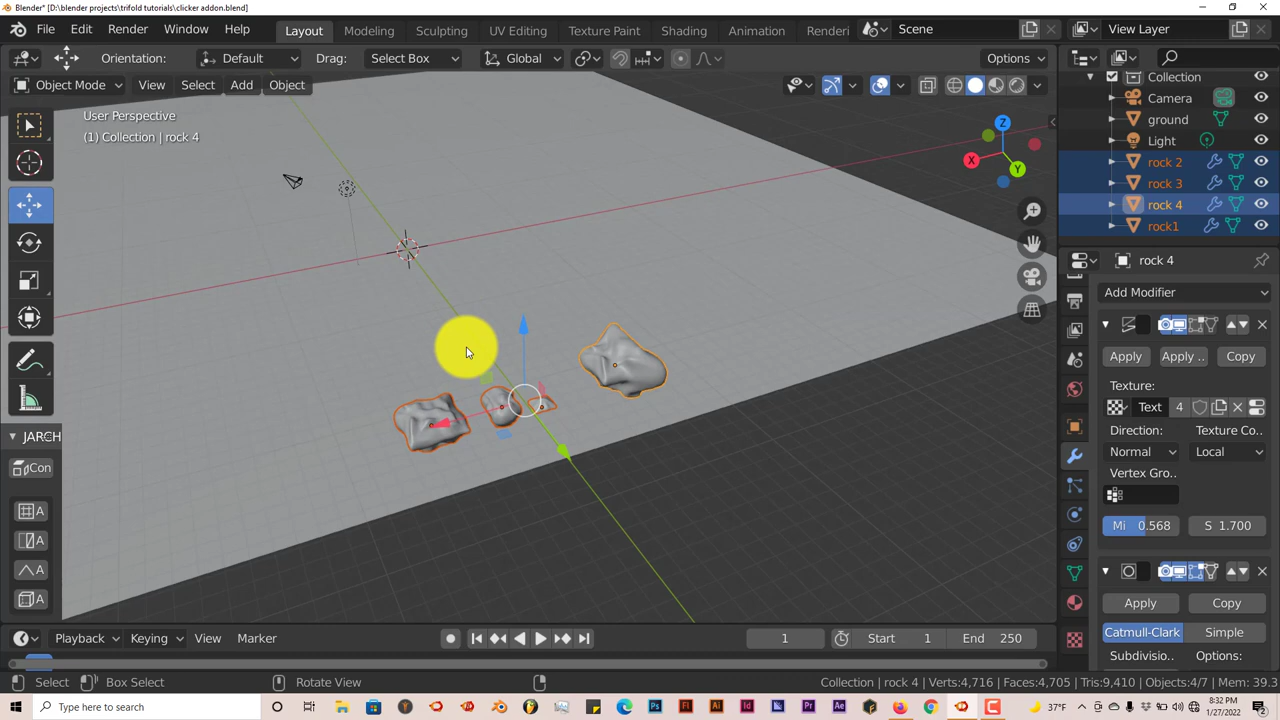 Blender* [D:\blender projects\trifold tutorials\clicker addon.blend]
File Edit Render Window Help Layout Modeling Sculpting UV Editing Texture Paint Shading Animation Renderi Scene View Layer
Orientation: Default Drag: Select Box Global Options
Object Mode View Select Add Object
Collection
User Perspective
Camera
(1) Collection | rock 4
ground
Light
rock 2
rock 3
rock 4
rock1
Z
X
Y
rock 4
Add Modifier
Apply Apply .. Copy
Texture:
Text 4
Direction: Texture Co..
Normal Local
Vertex Gro..
Mi 0.568 S 1.700
JARCH
Con
A
A
A
A
Apply Copy
Catmull-Clark Simple
Subdivisio.. Options:
Playback Keying View Marker 1 Start 1 End 250
Select Box Select Rotate View Collection | rock 4 | Verts:4,716 | Faces:4,705 | Tris:9,410 | Objects:4/7 | Mem: 39.3
Type here to search 37°F 8:32 PM
1/27/2022